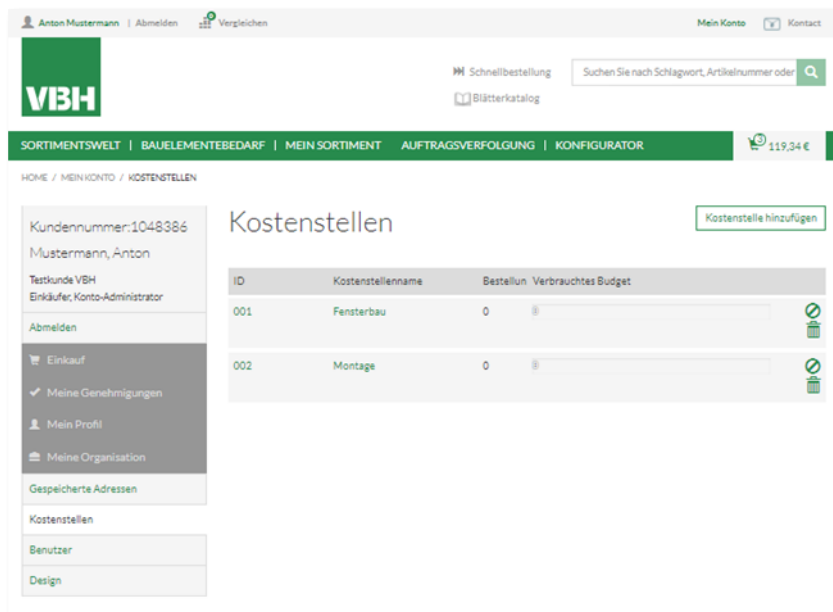 Anton Mustermann | Abmelden Vergleichen Mein Konto Kontact
VBH
Schnellbestellung Suchen Sie nach Schlagwort, Artikelnummer oder
Blätterkatalog
SORTIMENTSWELT | BAUELEMENTEBEDARF | MEIN SORTIMENT AUFTRAGSVERFOLGUNG | KONFIGURATOR 3 119,34 €
HOME / MEIN KONTO / KOSTENSTELLEN
Kundennummer:1048386
Mustermann, Anton
Testkunde VBH
Einkäufer, Konto-Administrator
Abmelden
Einkauf
Meine Genehmigungen
Mein Profil
Meine Organisation
Gespeicherte Adressen
Kostenstellen
Benutzer
Design
Kostenstellen Kostenstelle hinzufügen
ID Kostenstellenname Bestellun Verbrauchtes Budget
001 Fensterbau 0
002 Montage 0